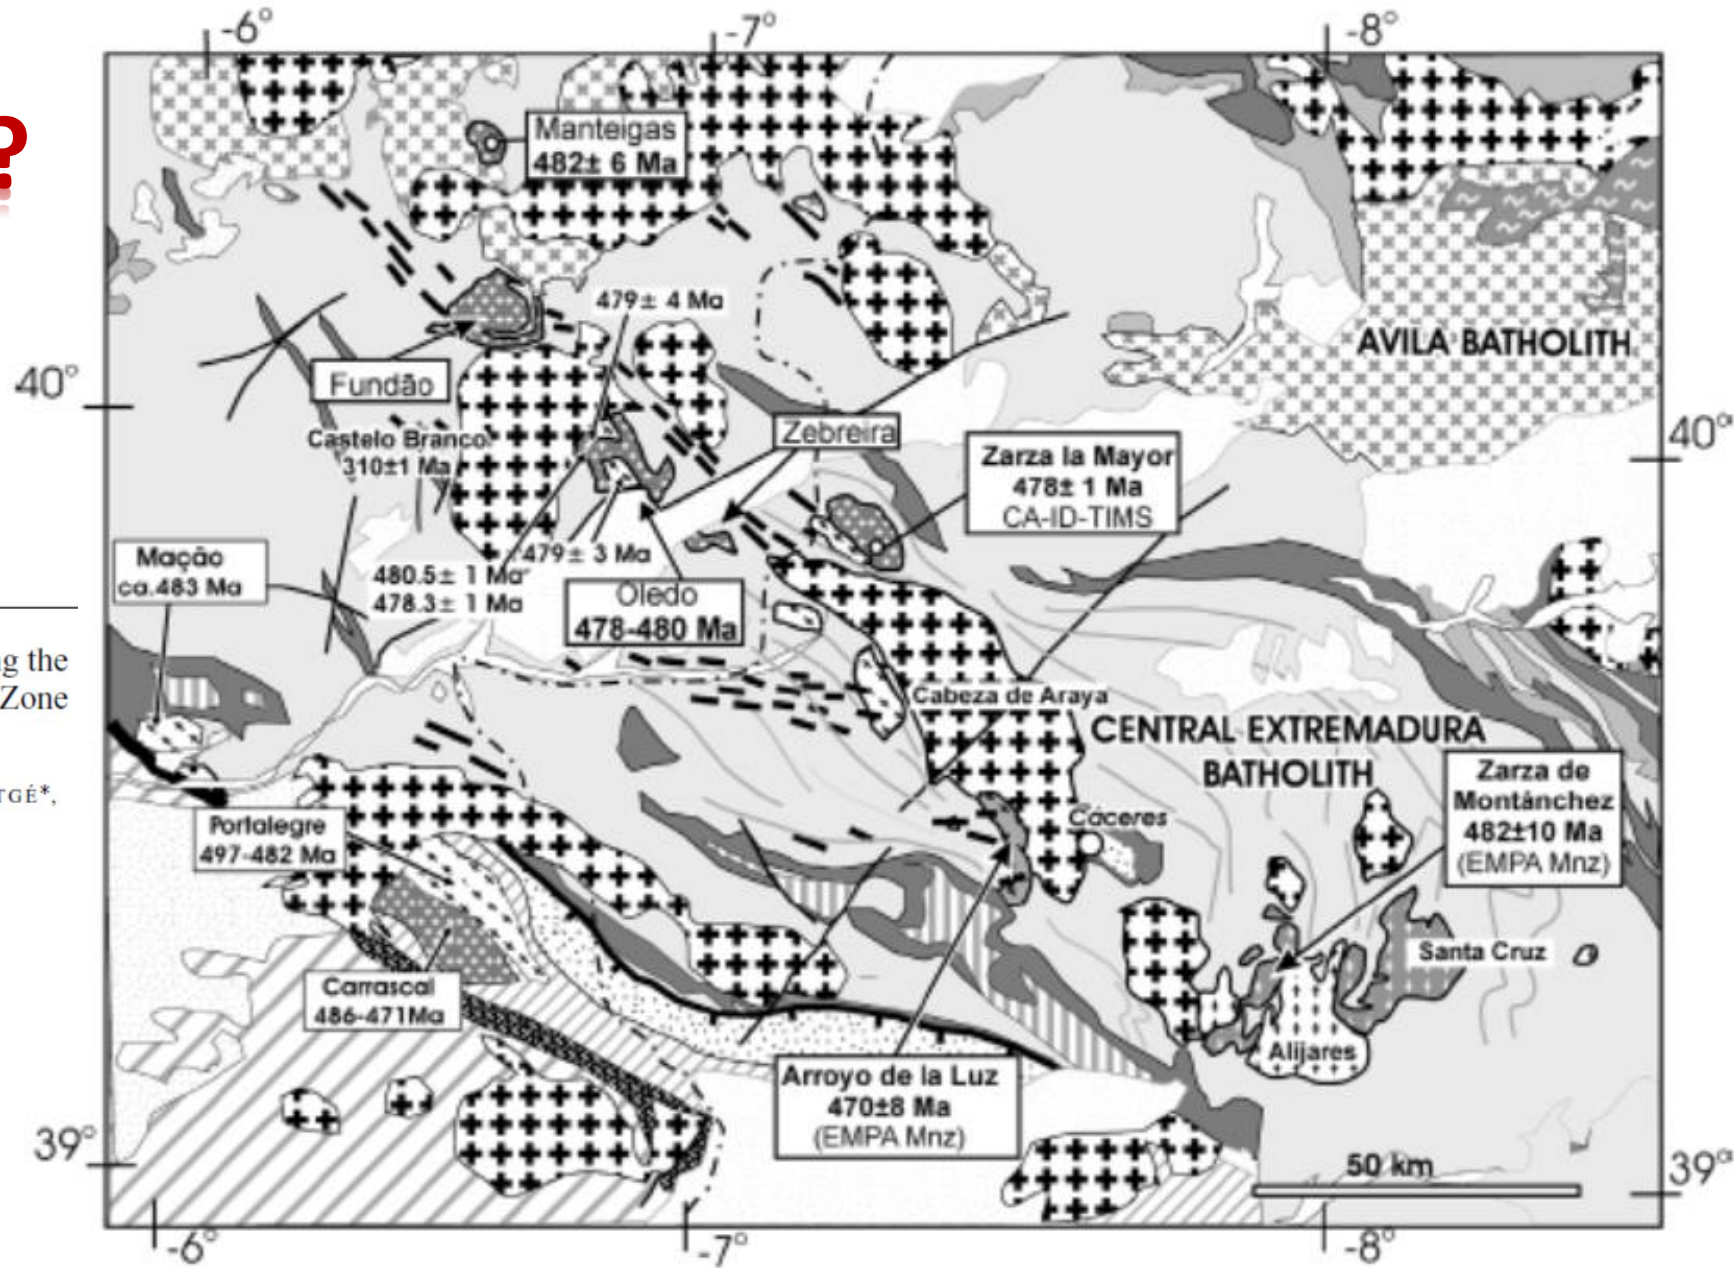 -6°
-7°
-8°
?
Manteigas
482± 6 Ma
479± 4 Ma
AVILA BATHOLITH
40°
Fundão
Zebreira
40°
Castelo Branco
310±1 Ma
Zarza la Mayor
478± 1 Ma
CA-ID-TIMS
Mação
ca.483 Ma
479± 3 Ma
480.5± 1 Ma
478.3± 1 Ma
Oledo
478-480 Ma
g the
Zone
TGÉ*,
Cabeza de Araya
CENTRAL EXTREMADURA
BATHOLITH
Zarza de
Montánchez
482±10 Ma
(EMPA Mnz)
Portalegre
497-482 Ma
Cáceres
Carrascal
486-471Ma
Santa Cruz
Alijares
Arroyo de la Luz
470±8 Ma
(EMPA Mnz)
39°
50 km
39°
-6°
-7°
-8°